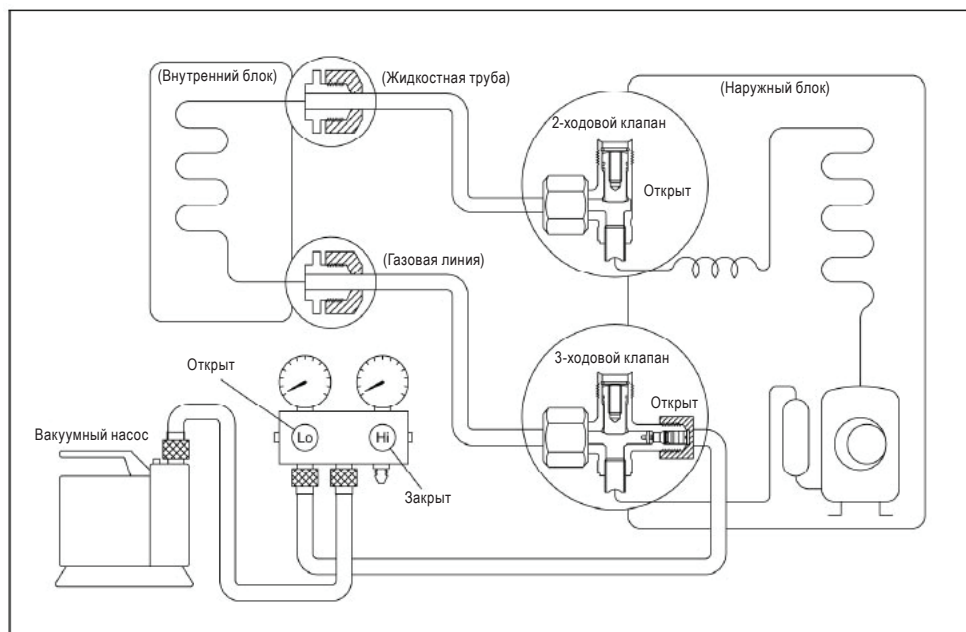 (Внутренний блок)
(Жидкостная труба)
(Наружный блок)
2-ходовой клапан
Открыт
(Газовая линия)
3-ходовой клапан
Открыт
Открыт
Вакуумный насос
Lo
Hi
Закрыт